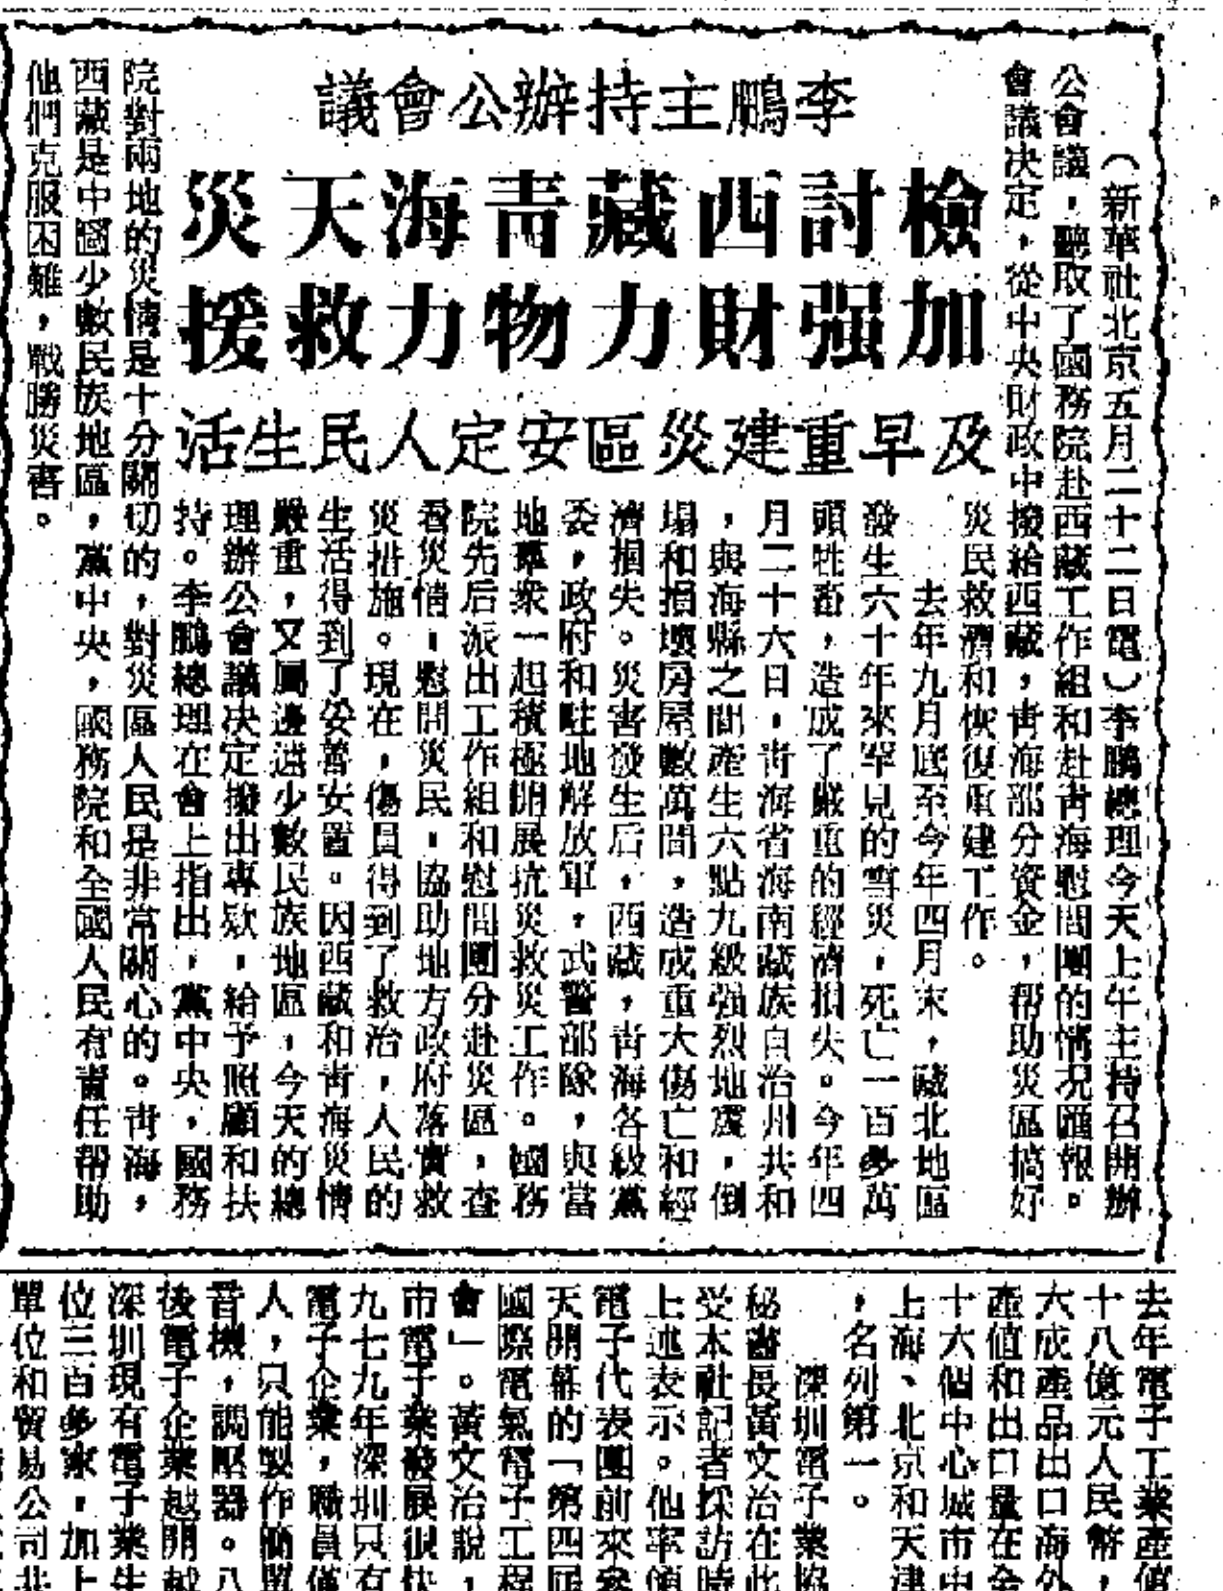 李鵬主持辦公會議
檢討西藏青海天災
加强財力物力救援
及早重建災區安定人民生活
（新華社北京五月二十二日電）李鵬總理今天上午主持召開辦
公會議，聽取了國務院赴西藏工作組和赴青海慰問團的情况匯報。
會議决定，從中央財政中撥給西藏，青海部分資金，帮助災區搞好
災民救濟和恢復重建工作。
去年九月底至今年四月末，藏北地區
發生六十年來罕見的雪災，死亡一百多萬
頭牲畜，造成了嚴重的經濟損失。今年四
月二十六日，青海省海南藏族自治州共和
，與海縣之間產生六點九級强烈地震，倒
塌和損壞房屋數萬間，造成重大傷亡和經
濟損失。災害發生后，西藏，青海各級黨
委，政府和駐地解放軍，武警部隊，與當
地羣衆一起積極開展抗災救災工作。國務
院先后派出工作組和慰問團分赴災區，查
看災情，慰問災民，協助地方政府落實救
災措施。現在，傷員得到了救治，人民的
生活得到了妥善安置。因西藏和青海災情
嚴重，又屬邊遠少數民族地區，今天的總
理辦公會議决定撥出專欵，給予照顧和扶
持。李鵬總理在會上指出，黨中央，國務
院對兩地的災情是十分關切的，對災區人民是非常關心的。青海，
西藏是中國少數民族地區，黨中央，國務院和全國人民有責任帮助
他們克服困難，戰勝災害。
去年電子工業產值
十八億元人民幣，
六成產品出口海外
產值和出口量在全
十六個中心城市中
上海、北京和天津
，名列第一。
深圳電子業協
秘書長黃文治在此
受本社記者採訪時
上述表示。他率領
電子代表團前來參
天開幕的「第四屆
國際電氣電子工程
會」。黃文治説，
市電子業發展很快
九七九年深圳只有
電子企業，職員僅
人，只能製作簡單
音機，調壓器。八
後電子企業越開越
深圳現有電子業生
位三百多家，加上
單位和貿易公司共